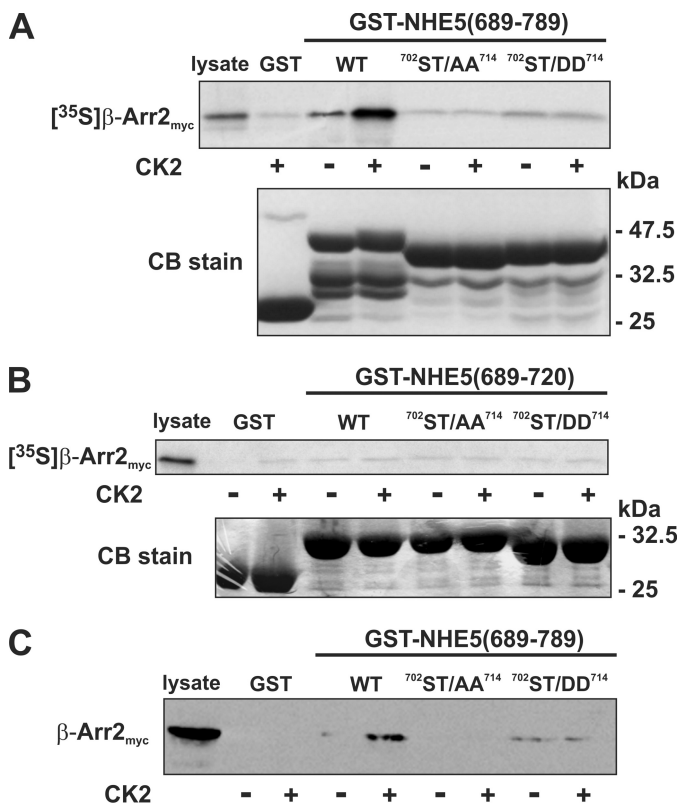 A
GST-NHE5(689-789)
lysate GST WT ⁷⁰²ST/AA⁷¹⁴ ⁷⁰²ST/DD⁷¹⁴
[³⁵S]β-Arr2myc
CK2 + - + - + - +
kDa
CB stain
- 47.5
- 32.5
- 25
B
GST-NHE5(689-720)
lysate GST WT ⁷⁰²ST/AA⁷¹⁴ ⁷⁰²ST/DD⁷¹⁴
[³⁵S]β-Arr2myc
CK2 - + - + - + - +
kDa
- 32.5
CB stain
- 25
C
GST-NHE5(689-789)
lysate GST WT ⁷⁰²ST/AA⁷¹⁴ ⁷⁰²ST/DD⁷¹⁴
β-Arr2myc
CK2 - + - + - + - +